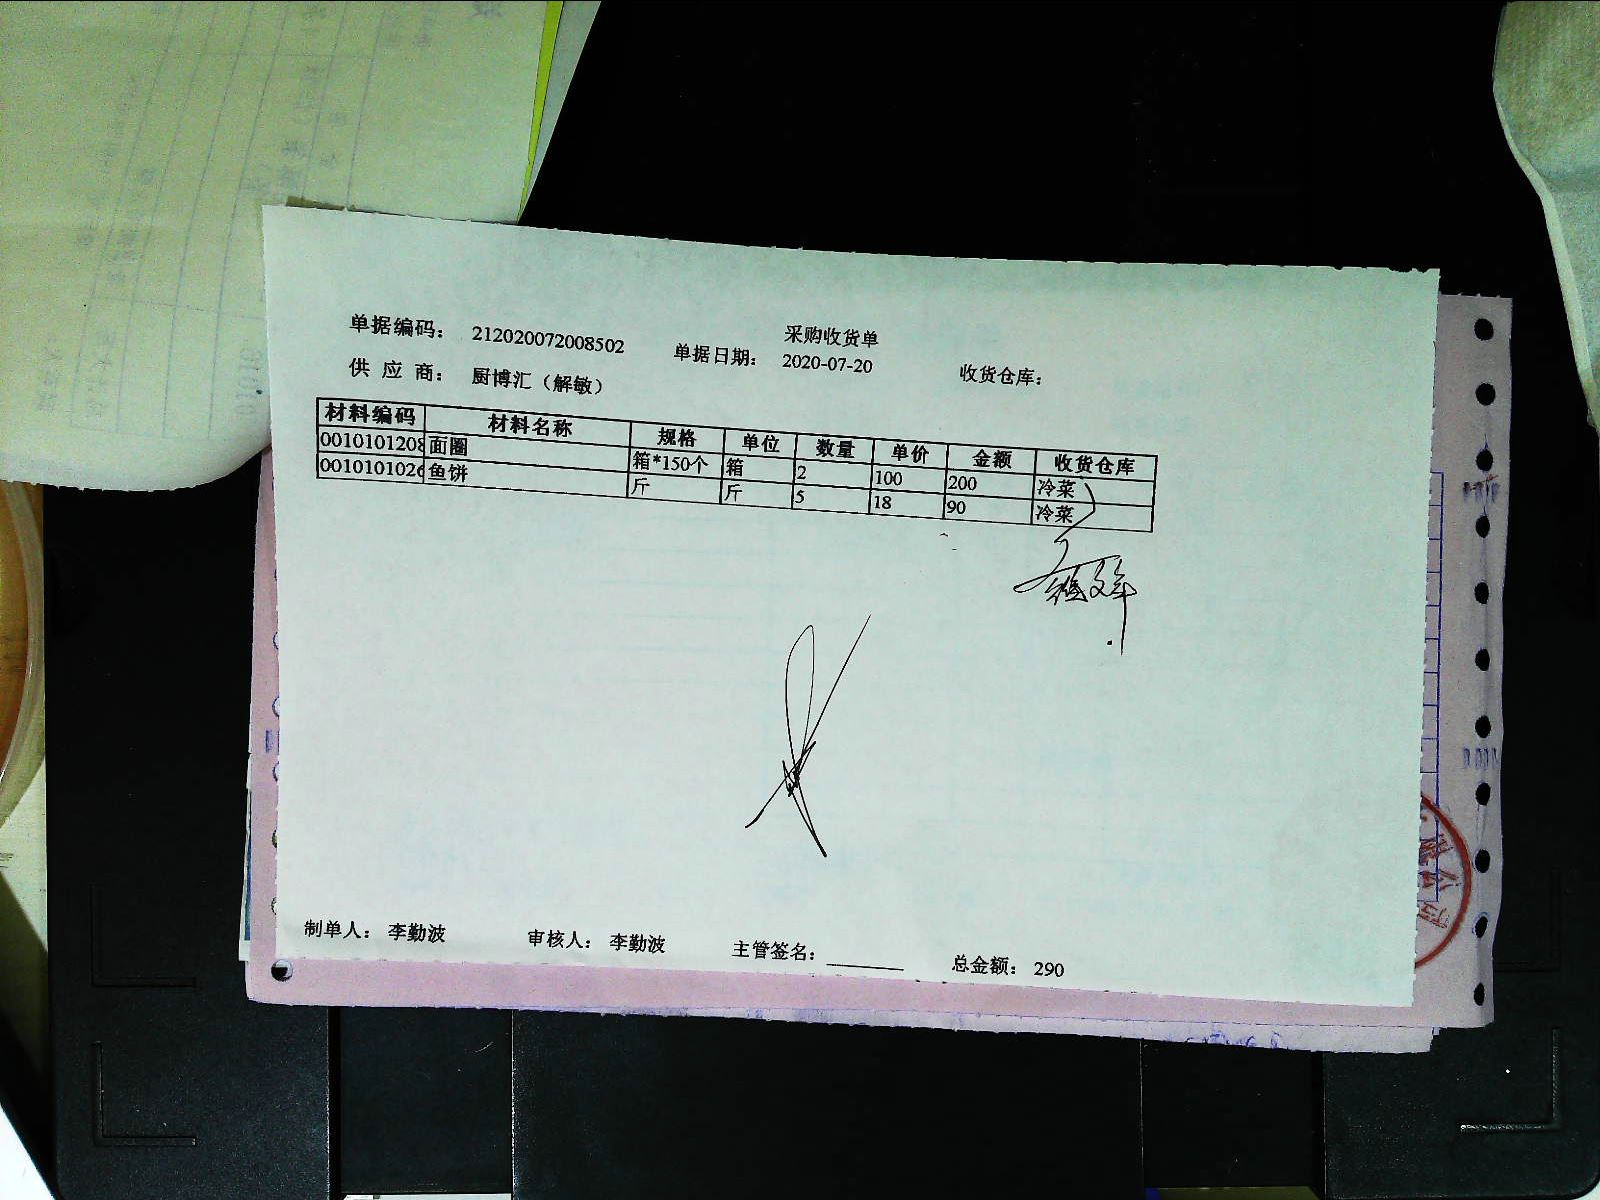 采购收货单
单据编码： 212020072008502 单据日期： 2020-07-20 收货仓库：
供 应 商： 厨博汇（解敏）
材料编码 材料名称 规格 单位 数量 单价 金额 收货仓库
0010101208 面圈 箱*150个 箱 2 100 200 冷菜
001010102 鱼饼 斤 斤 5 18 90 冷菜
制单人： 李勤波 审核人： 李勤波 主管签名： 总金额： 290